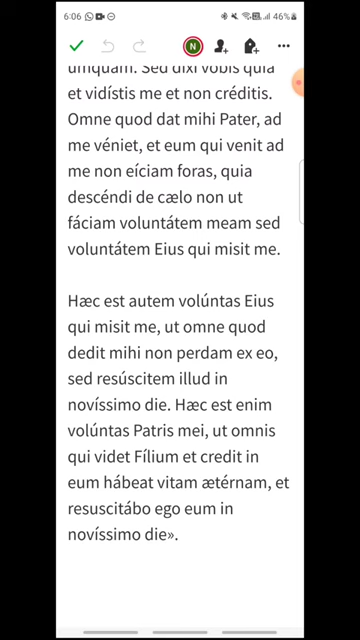 6:06
46%
N
umquam. Sed dixi vobis quia
et vidístis me et non créditis.
Omne quod dat mihi Pater, ad
me véniet, et eum qui venit ad
me non eíciam foras, quia
descéndi de cælo non ut
fáciam voluntátem meam sed
voluntátem Eius qui misit me.
Hæc est autem volúntas Eius
qui misit me, ut omne quod
dedit mihi non perdam ex eo,
sed resúscitem illud in
novíssimo die. Hæc est enim
volúntas Patris mei, ut omnis
qui videt Fílium et credit in
eum hábeat vitam ætérnam, et
resuscitábo ego eum in
novíssimo die».